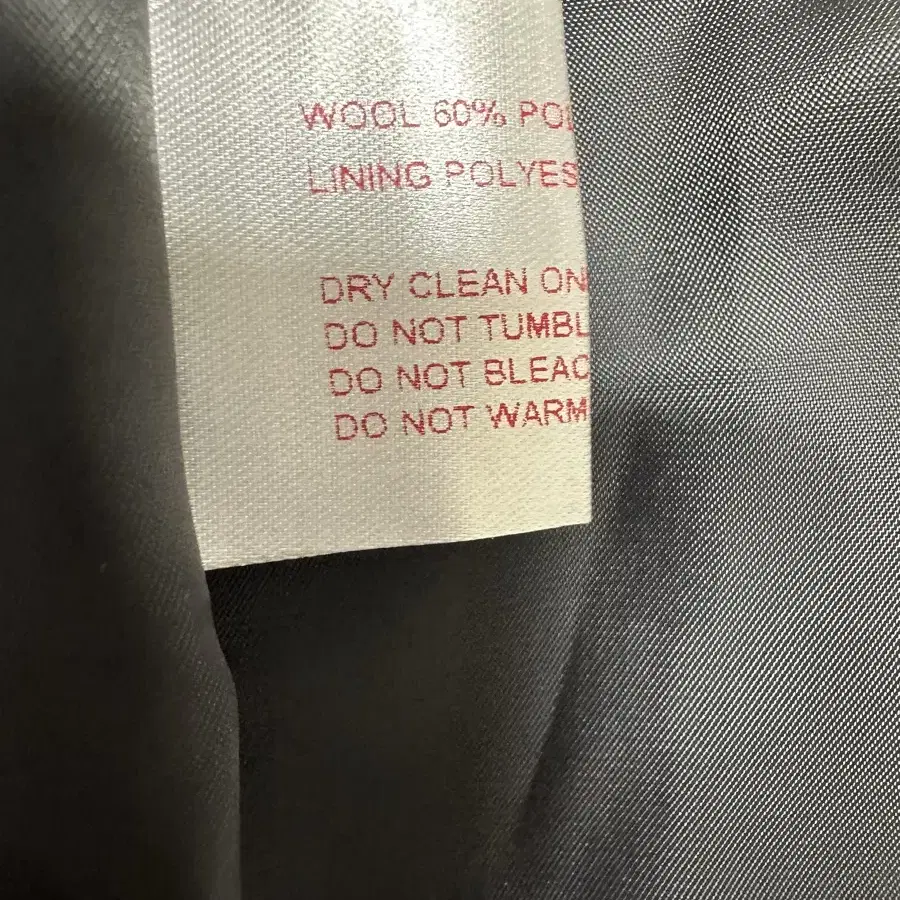 WOOL 60% POL
LINING POLYES
DRY CLEAN ON
DO NOT TUMBL
DO NOT BLEAC
DO NOT WARM